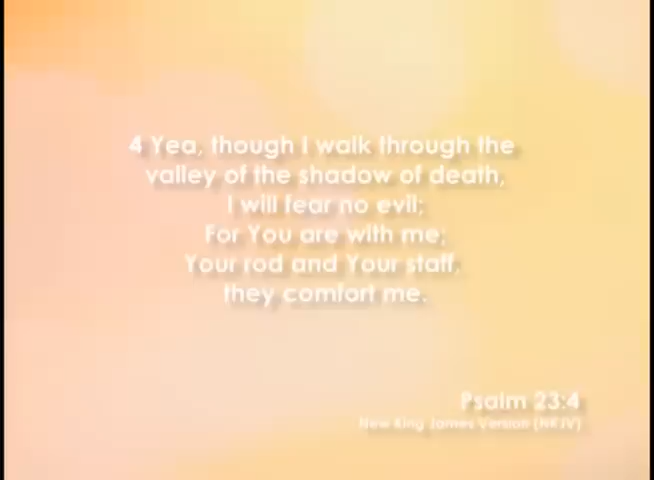 4 Yea, though I walk through the
valley of the shadow of death,
I will fear no evil;
For You are with me;
Your rod and Your staff,
they comfort me.
Psalm 23:4
New King James Version (NKJV)